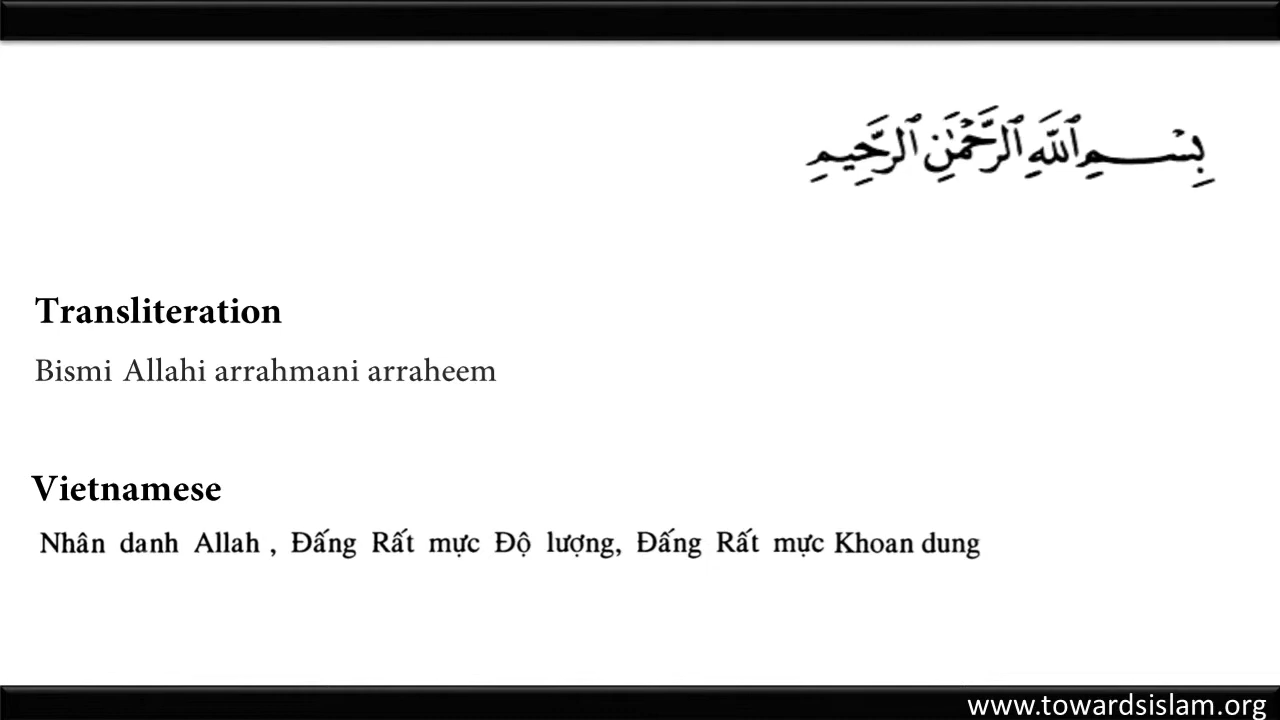 بِسْمِ ٱللَّهِ ٱلرَّحْمَٰنِ ٱلرَّحِيمِ
Transliteration
Bismi Allahi arrahmani arraheem
Vietnamese
Nhân danh Allah , Đấng Rất mực Độ lượng, Đấng Rất mực Khoan dung
www.towardsislam.org